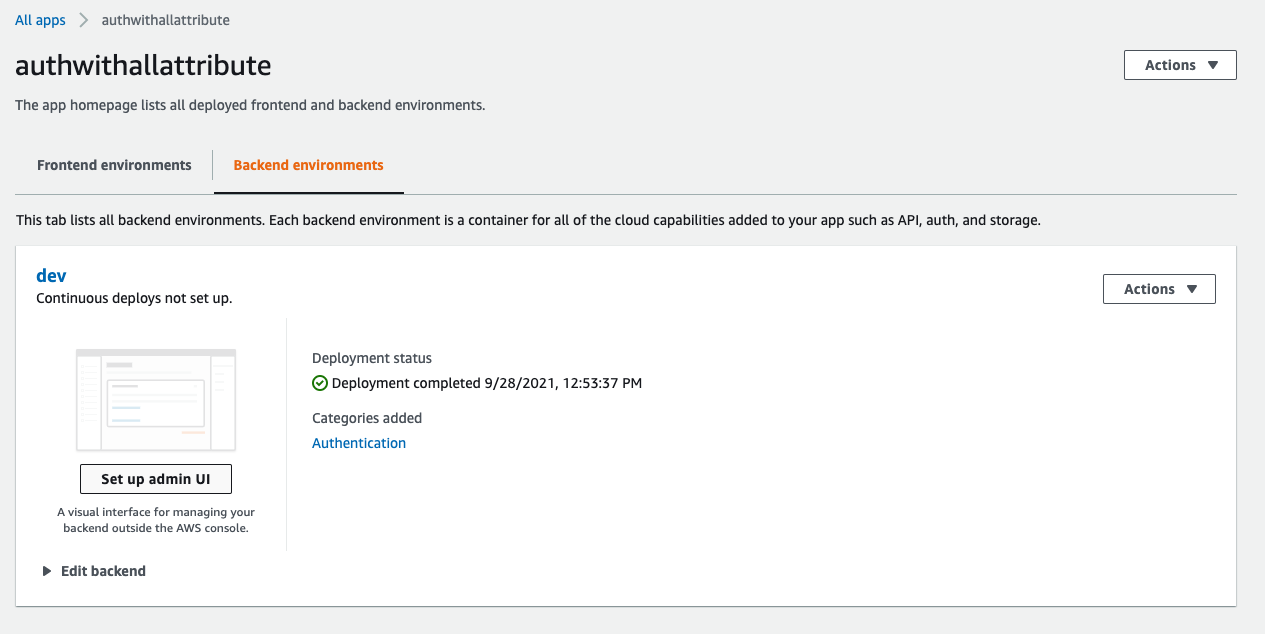 All apps
authwithallattribute
authwithallattribute
Actions
The app homepage lists all deployed frontend and backend environments.
Frontend environments
Backend environments
This tab lists all backend environments. Each backend environment is a container for all of the cloud capabilities added to your app such as API, auth, and storage.
dev
Continuous deploys not set up.
Actions
Deployment status
Deployment completed 9/28/2021, 12:53:37 PM
Categories added
Authentication
Set up admin UI
A visual interface for managing your
backend outside the AWS console.
Edit backend